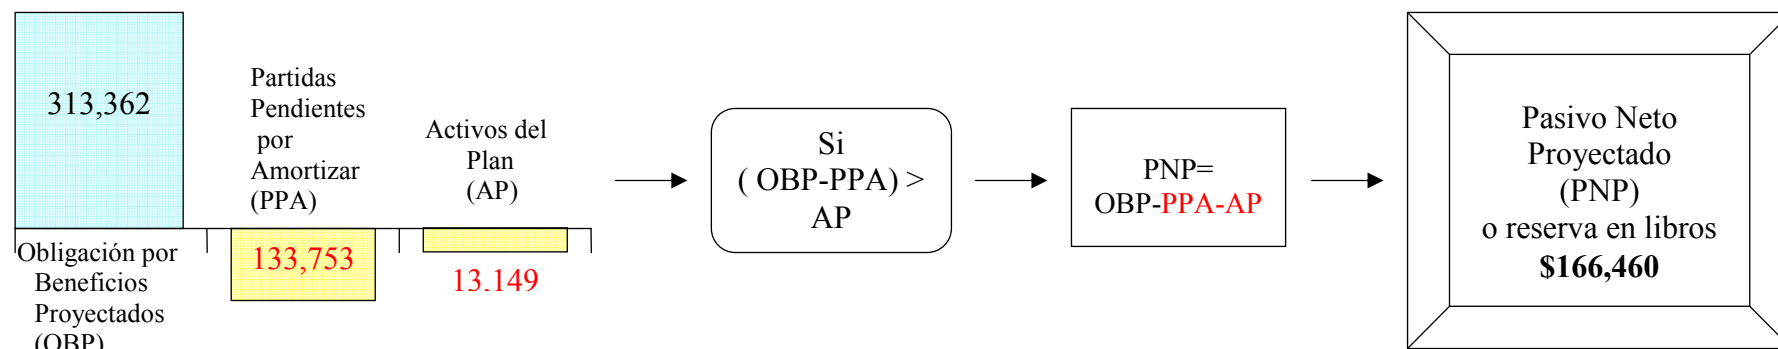 313,362
Obligación por
Beneficios
Proyectados
(OBP)
Partidas
Pendientes
por
Amortizar
(PPA)
133,753
Activos del
Plan
(AP)
13,149
Si
( OBP-PPA) >
AP
PNP=
OBP-PPA-AP
Pasivo Neto
Proyectado
(PNP)
o reserva en libros
$166,460